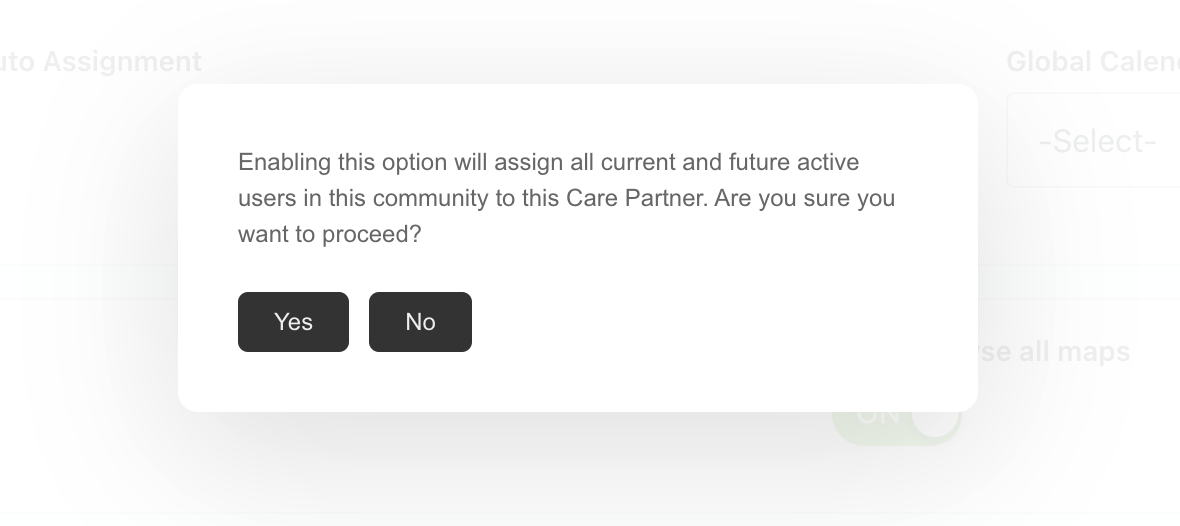 uto Assignment
Global Calen
-Select-
Enabling this option will assign all current and future active
users in this community to this Care Partner. Are you sure you
want to proceed?
Yes
No
se all maps
ON